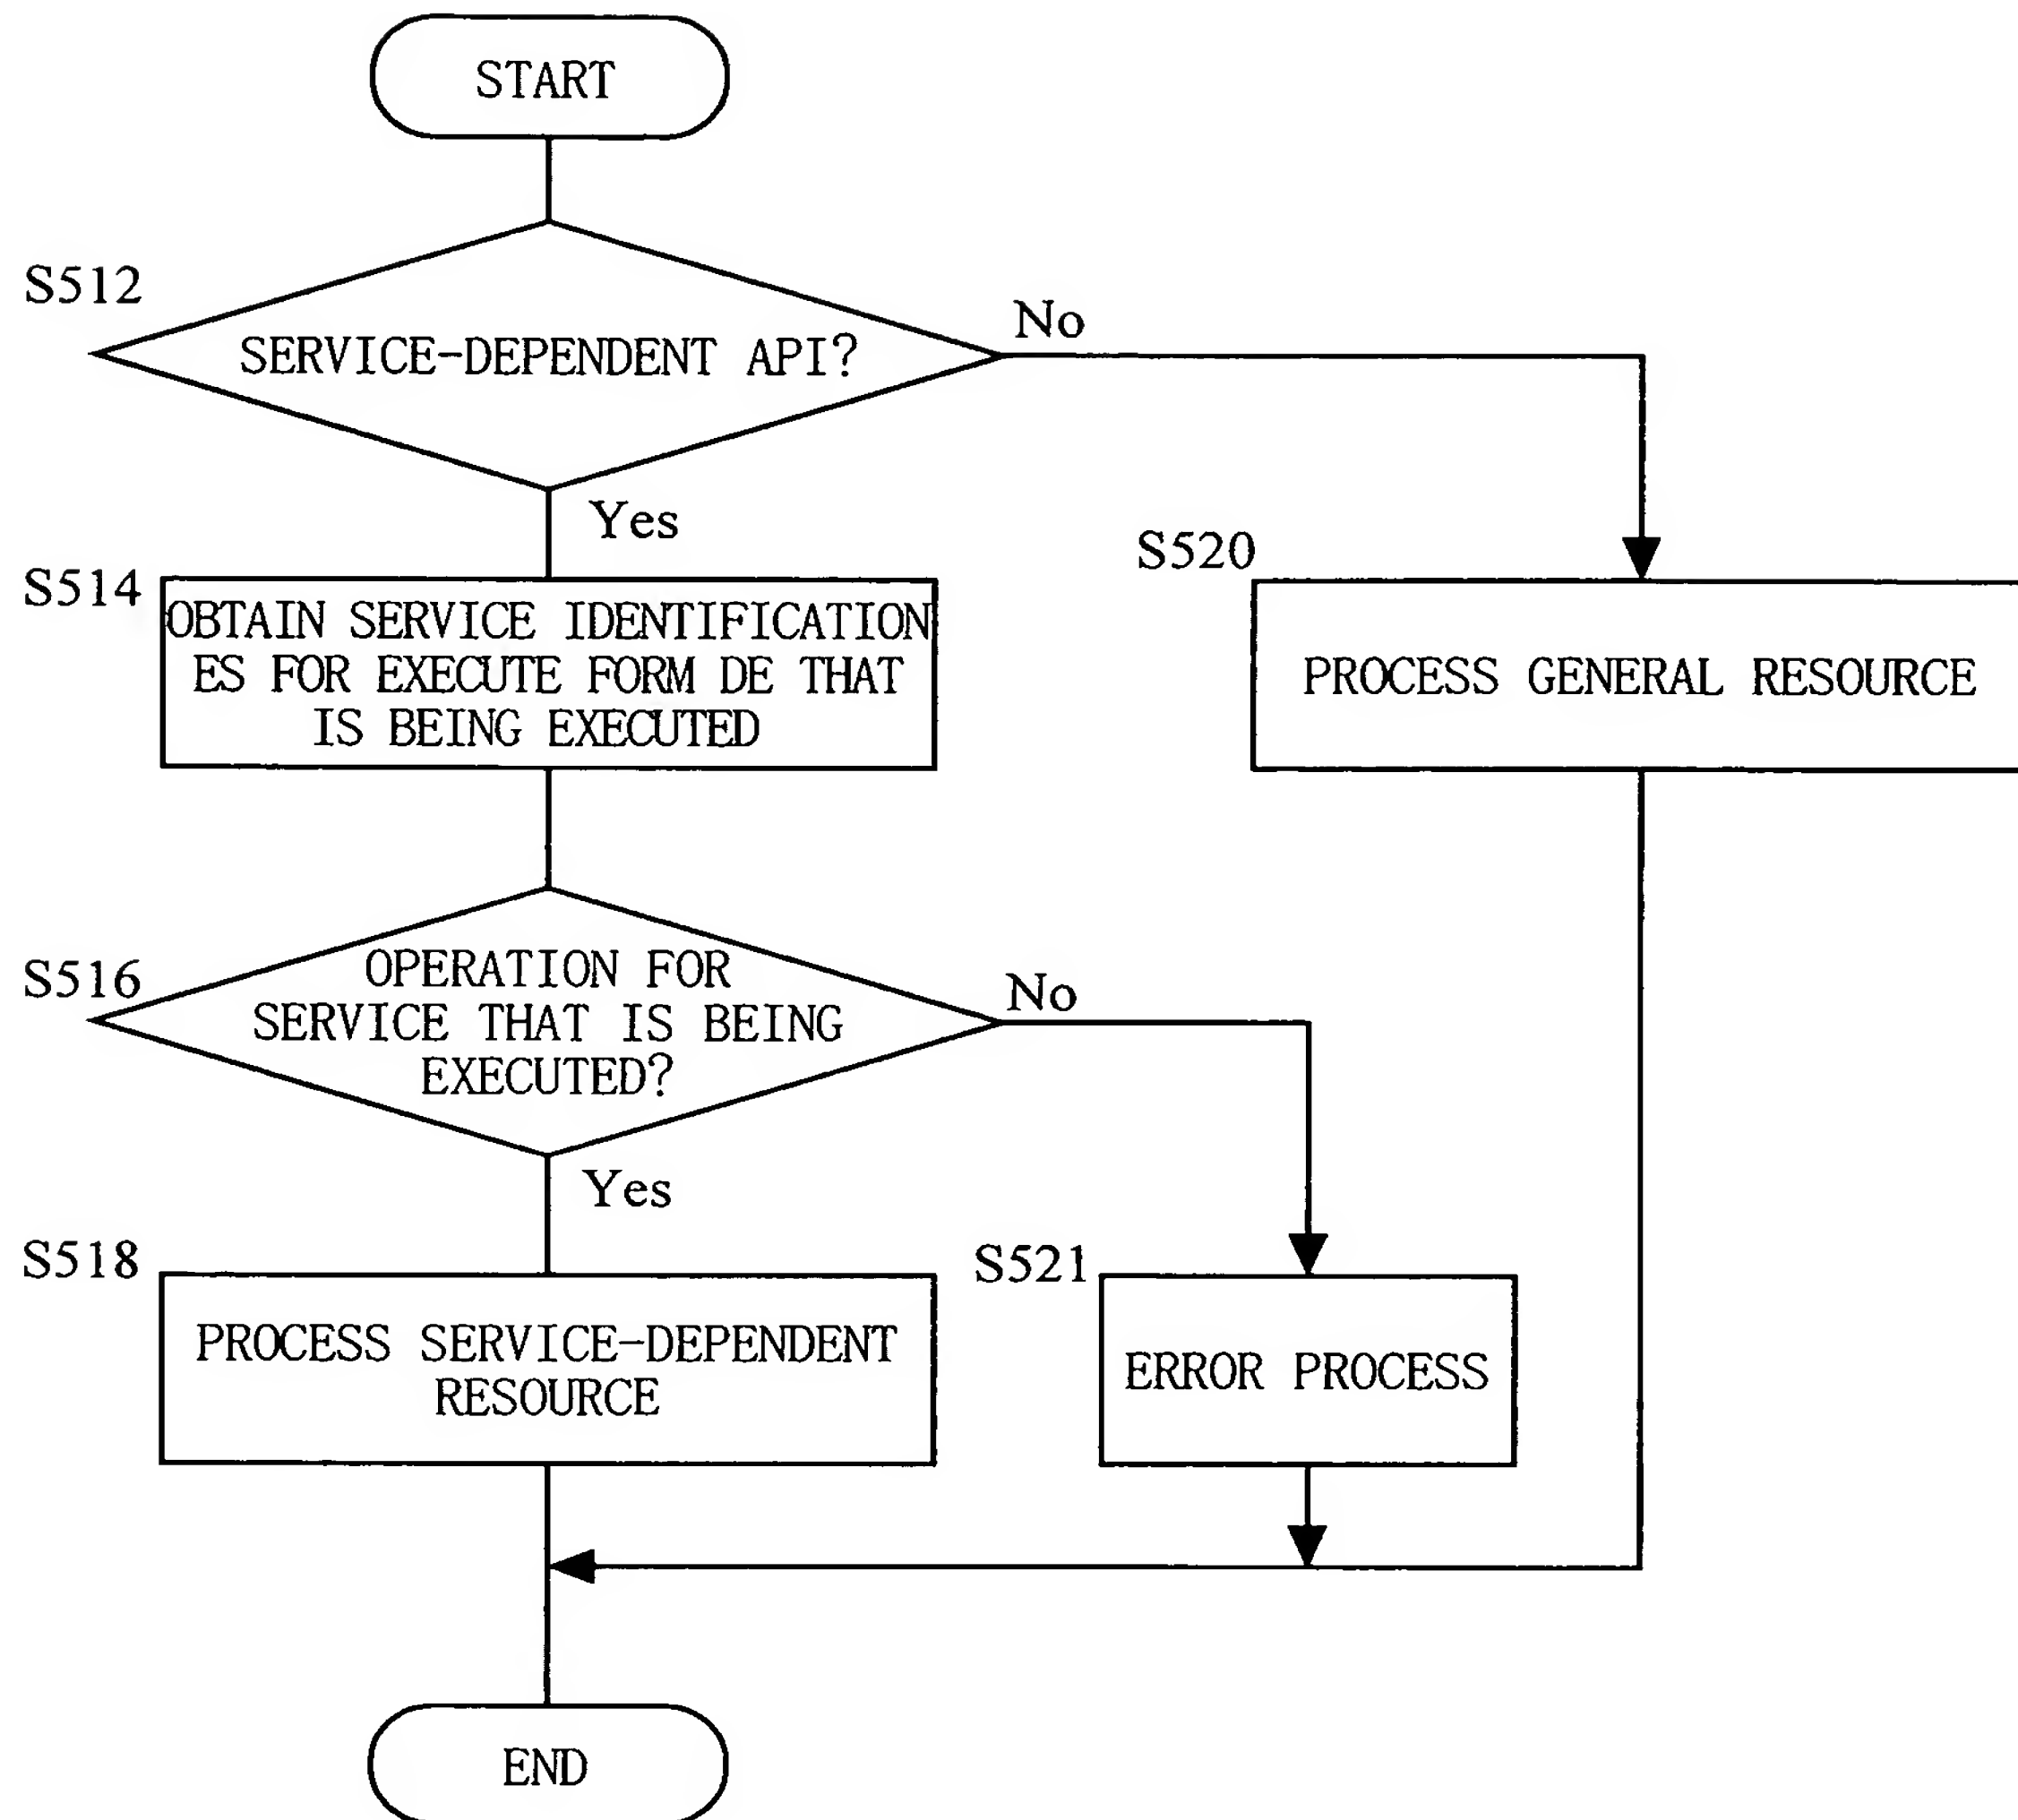 START
S512
SERVICE-DEPENDENT API?
No
Yes
S514
OBTAIN SERVICE IDENTIFICATION
ES FOR EXECUTE FORM DE THAT
IS BEING EXECUTED
S520
PROCESS GENERAL RESOURCE
S516
OPERATION FOR
SERVICE THAT IS BEING
EXECUTED?
No
Yes
S518
PROCESS SERVICE-DEPENDENT
RESOURCE
S521
ERROR PROCESS
END